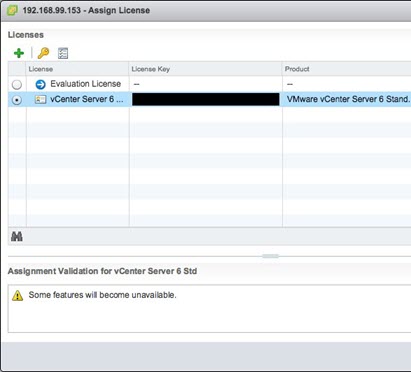 192.168.99.153 - Assign License
Licenses
License License Key Product
Evaluation License -- --
vCenter Server 6 ... VMware vCenter Server 6 Stand.
Assignment Validation for vCenter Server 6 Std
Some features will become unavailable.